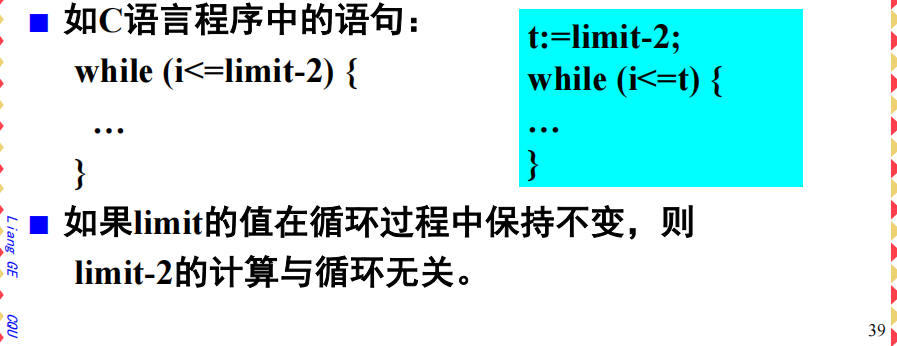 如C语言程序中的语句：
while (i<=limit-2) {
…
}
t:=limit-2;
while (i<=t) {
…
}
如果limit的值在循环过程中保持不变，则
limit-2的计算与循环无关。
Liang GE CQU
39